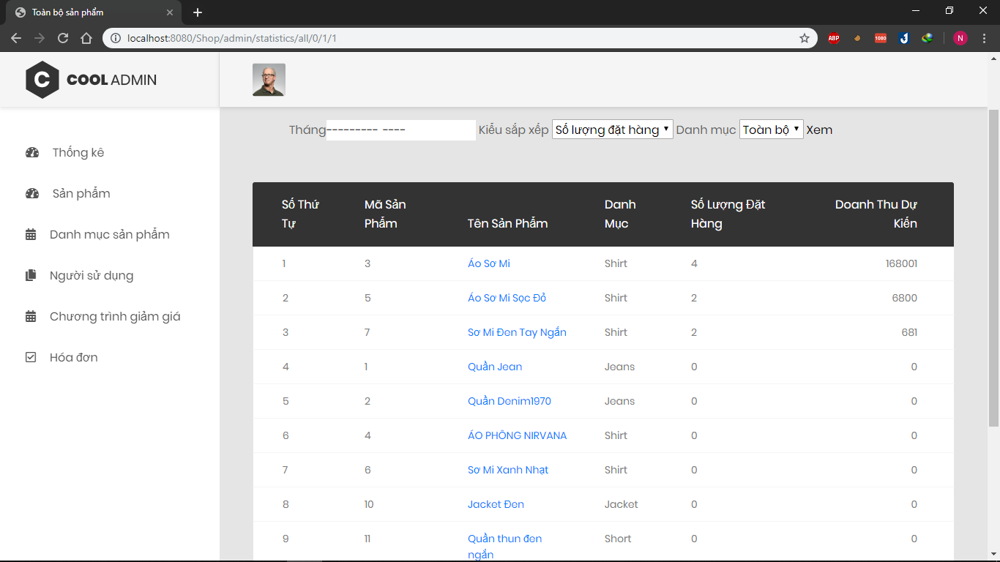 Toàn bộ sản phẩm
localhost:8080/Shop/admin/statistics/all/0/1/1
ABP
1080
N
C
COOL ADMIN
Thống kê
Sản phẩm
Danh mục sản phẩm
Người sử dụng
Chương trình giảm giá
Hóa đơn
Tháng --------- ---- Kiểu sắp xếp Số lượng đặt hàng Danh mục Toàn bộ Xem
Số Thứ Tự Mã Sản Phẩm Tên Sản Phẩm Danh Mục Số Lượng Đặt Hàng Doanh Thu Dự Kiến
1 3 Áo Sơ Mi Shirt 4 168001
2 5 Áo Sơ Mi Sọc Đỏ Shirt 2 6800
3 7 Sơ Mi Đen Tay Ngắn Shirt 2 681
4 1 Quần Jean Jeans 0 0
5 2 Quần Denim1970 Jeans 0 0
6 4 ÁO PHÔNG NIRVANA Shirt 0 0
7 6 Sơ Mi Xanh Nhạt Shirt 0 0
8 10 Jacket Đen Jacket 0 0
9 11 Quần thun đen ngắn Short 0 0